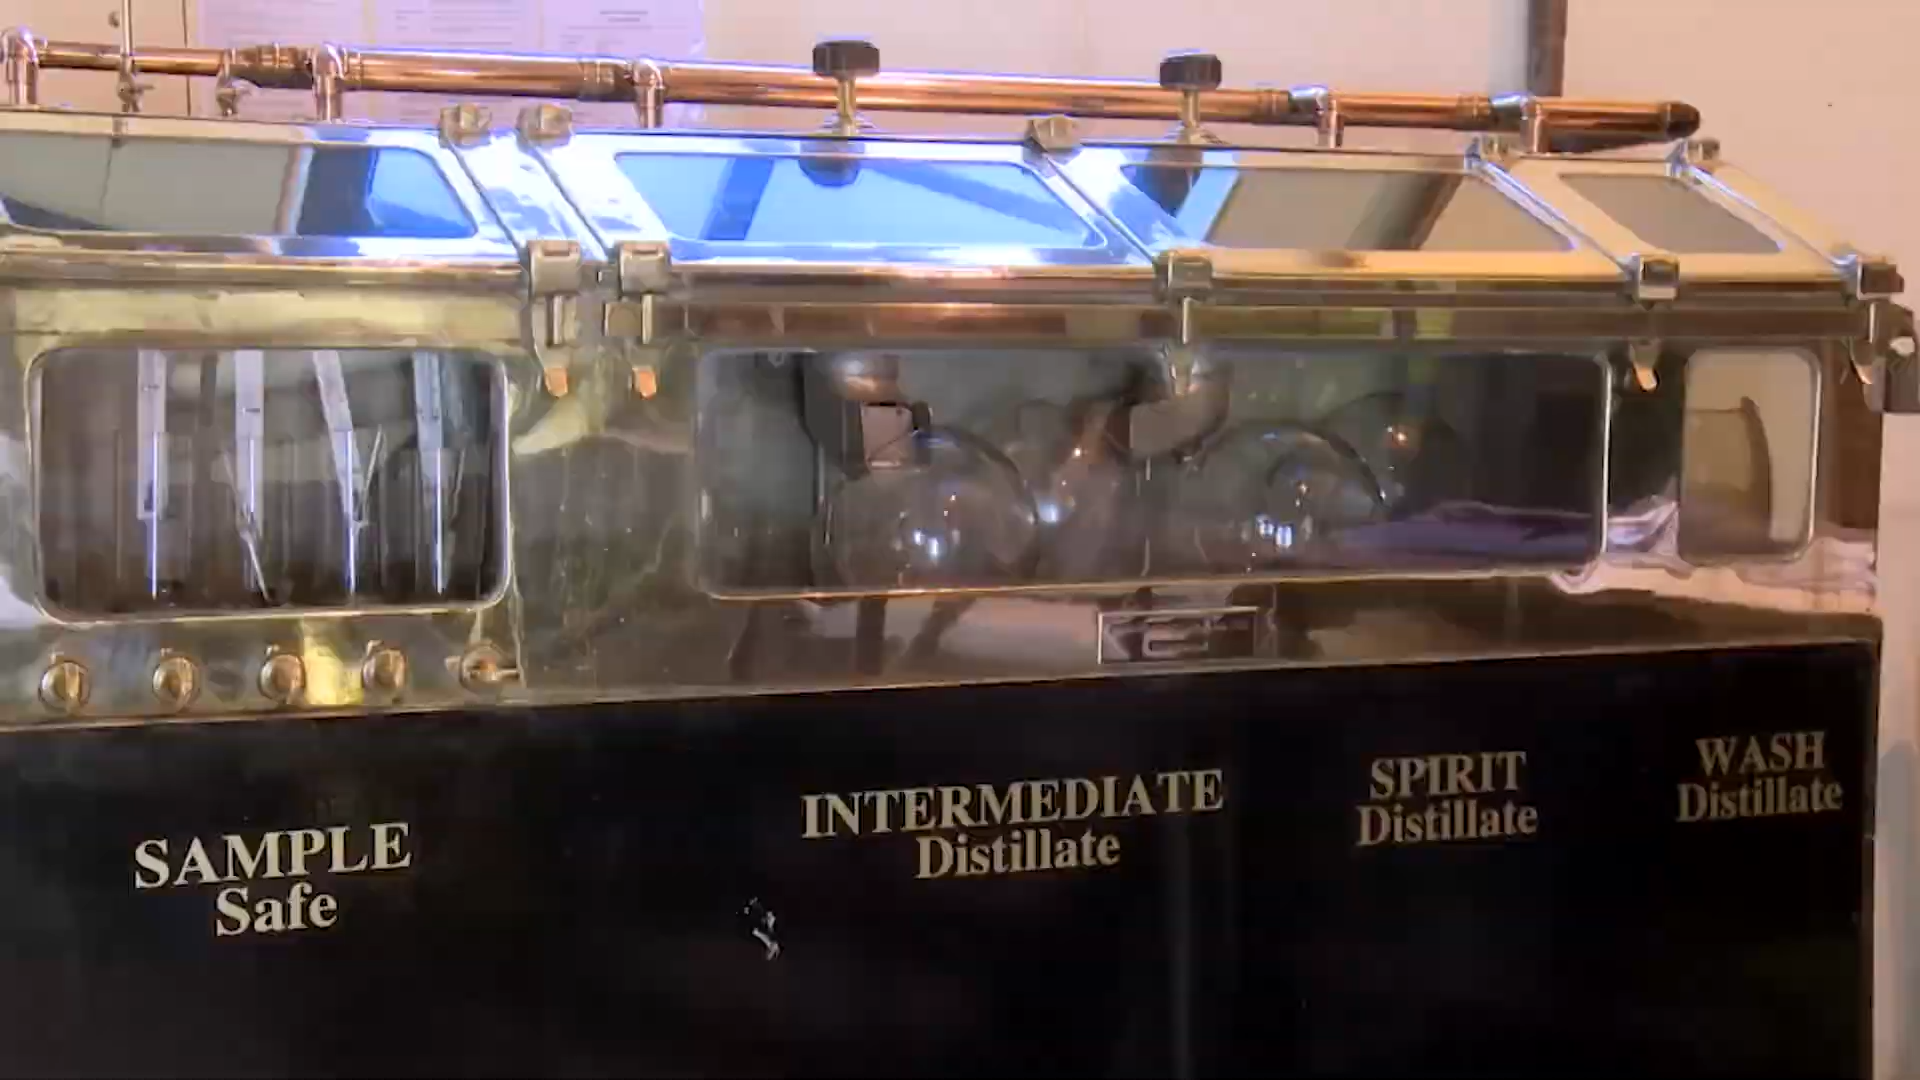 SAMPLE
Safe
INTERMEDIATE
Distillate
SPIRIT
Distillate
WASH
Distillate